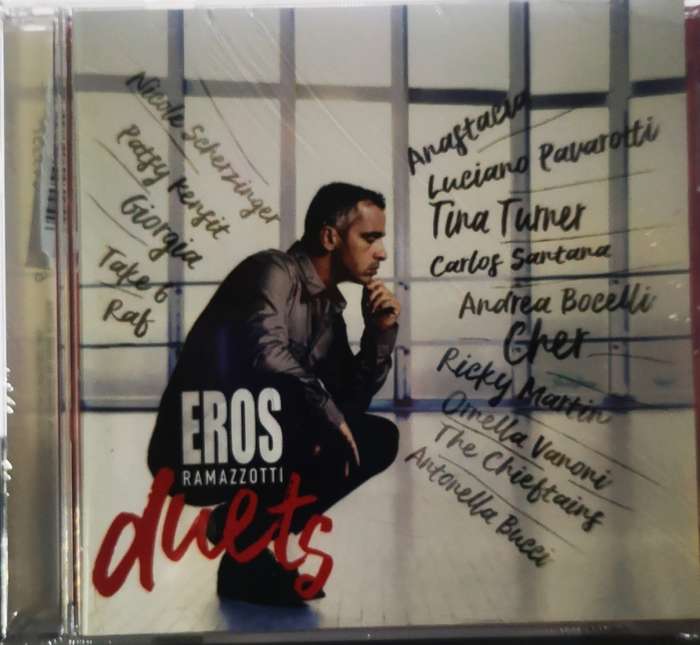 Nicole Scherzinger
Patsy Kensit
Giorgia
Take 6
Raf
Anastacia
Luciano Pavarotti
Tina Turner
Carlos Santana
Andrea Bocelli
Cher
Ricky Martin
Ornella Vanoni
The Chieftains
Antonella Bucci
EROS
RAMAZZOTTI
duets